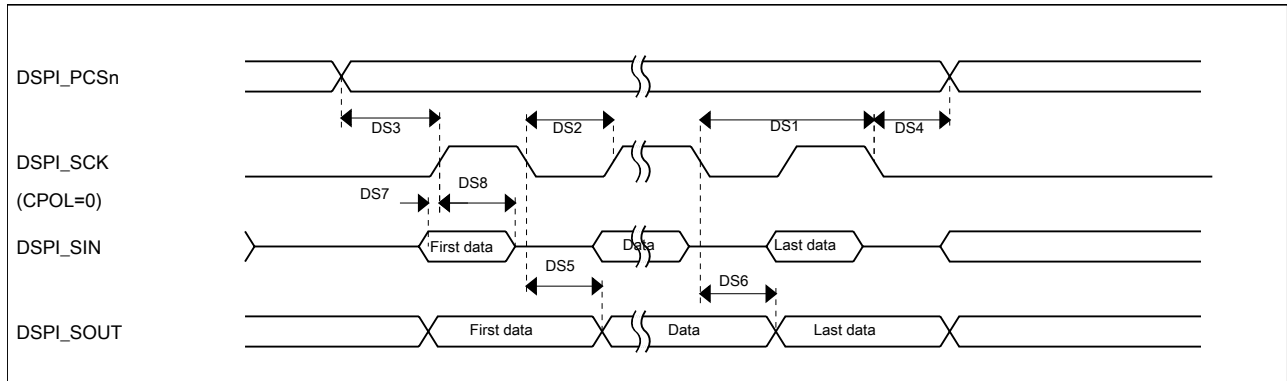 DSPI_PCSn
DS3
DS2
DS1
DS4
DSPI_SCK
(CPOL=0)
DS7
DS8
DSPI_SIN
First data
Data
Last data
DS5
DS6
DSPI_SOUT
First data
Data
Last data